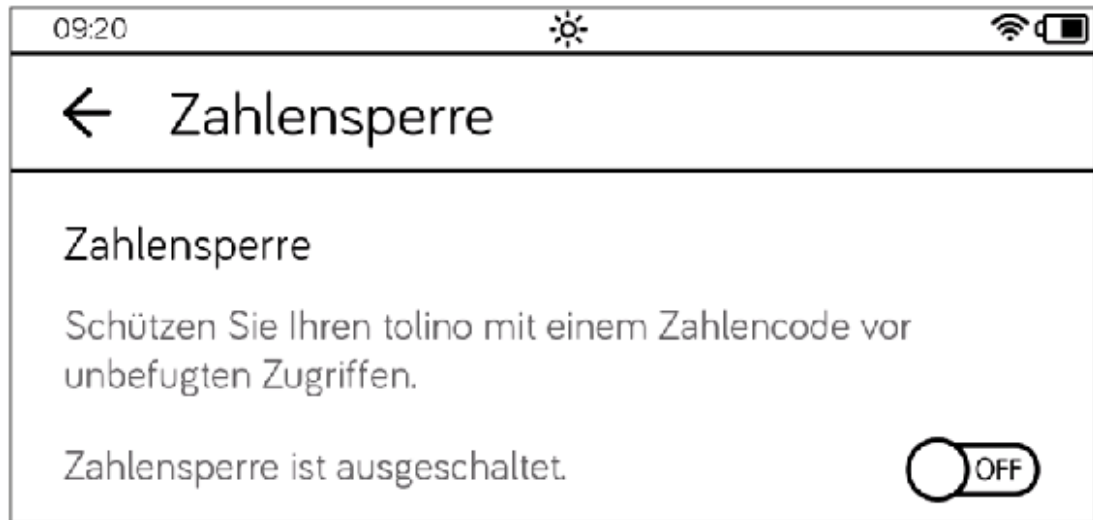 09:20
Zahlensperre
Zahlensperre
Schützen Sie Ihren tolino mit einem Zahlencode vor
unbefugten Zugriffen.
Zahlensperre ist ausgeschaltet.
OFF